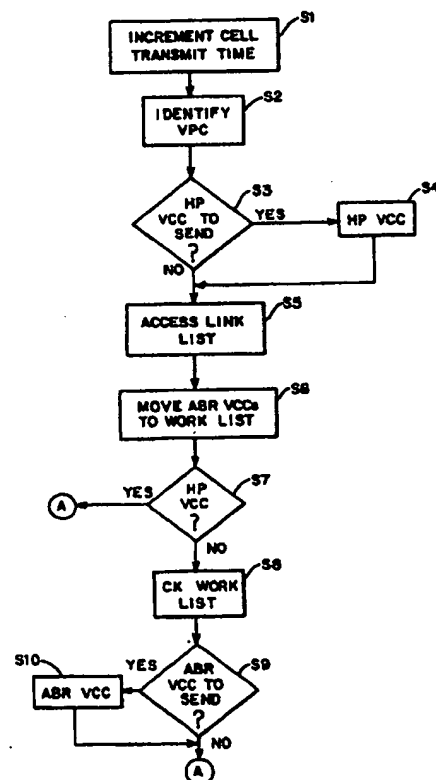 S1
INCREMENT CELL
TRANSMIT TIME
S2
IDENTIFY
VPC
S3
HP
VCC TO
SEND
?
YES
NO
S4
HP VCC
S5
ACCESS LINK
LIST
S6
MOVE ABR VCCs
TO WORK LIST
S7
HP
VCC
?
YES
A
NO
S8
CK WORK
LIST
S9
ABR
VCC TO
SEND
?
YES
S10
ABR VCC
NO
A